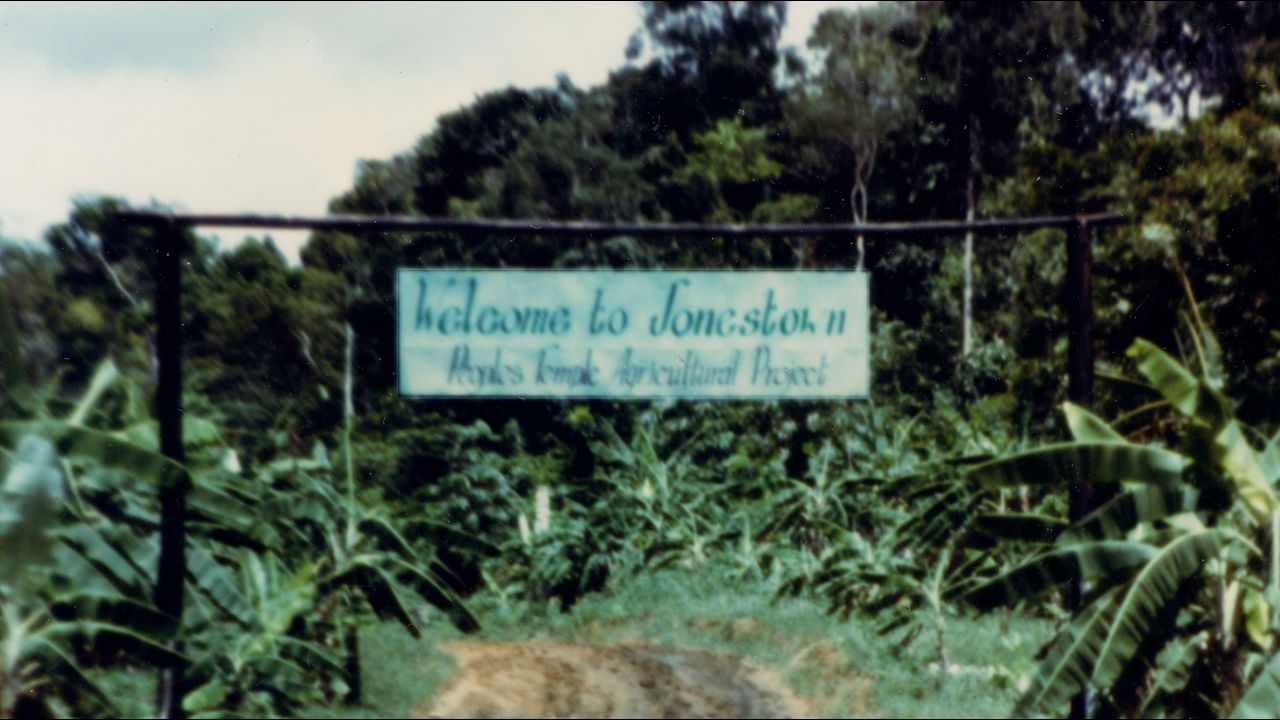 Welcome to Jonestown
Peoples Temple Agricultural Project